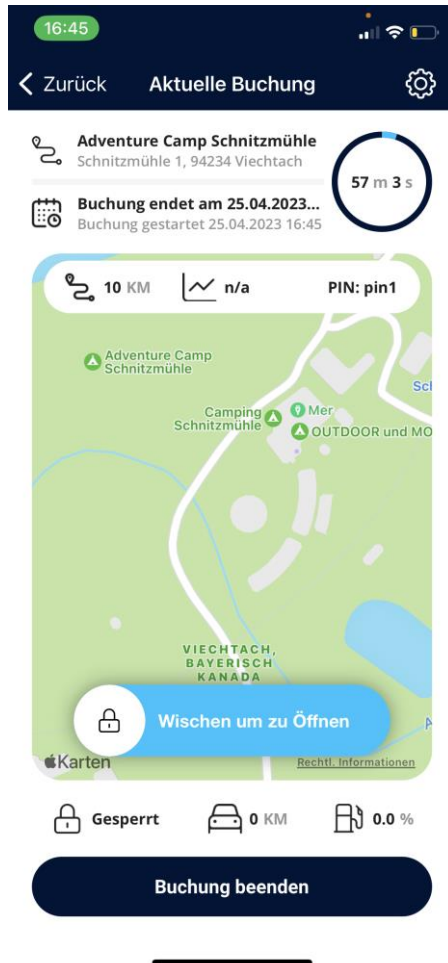 16:45
Zurück
Aktuelle Buchung
Adventure Camp Schnitzmühle
Schnitzmühle 1, 94234 Viechtach
57 m 3 s
Buchung endet am 25.04.2023...
Buchung gestartet 25.04.2023 16:45
10 KM
n/a
PIN: pin1
Adventure Camp
Schnitzmühle
Sch
Camping
Schnitzmühle
Mer
OUTDOOR und MO
VIECHTACH,
BAYERISCH
KANADA
Wischen um zu Öffnen
A
Karten
Rechtl. Informationen
Gesperrt
0 KM
0.0 %
Buchung beenden